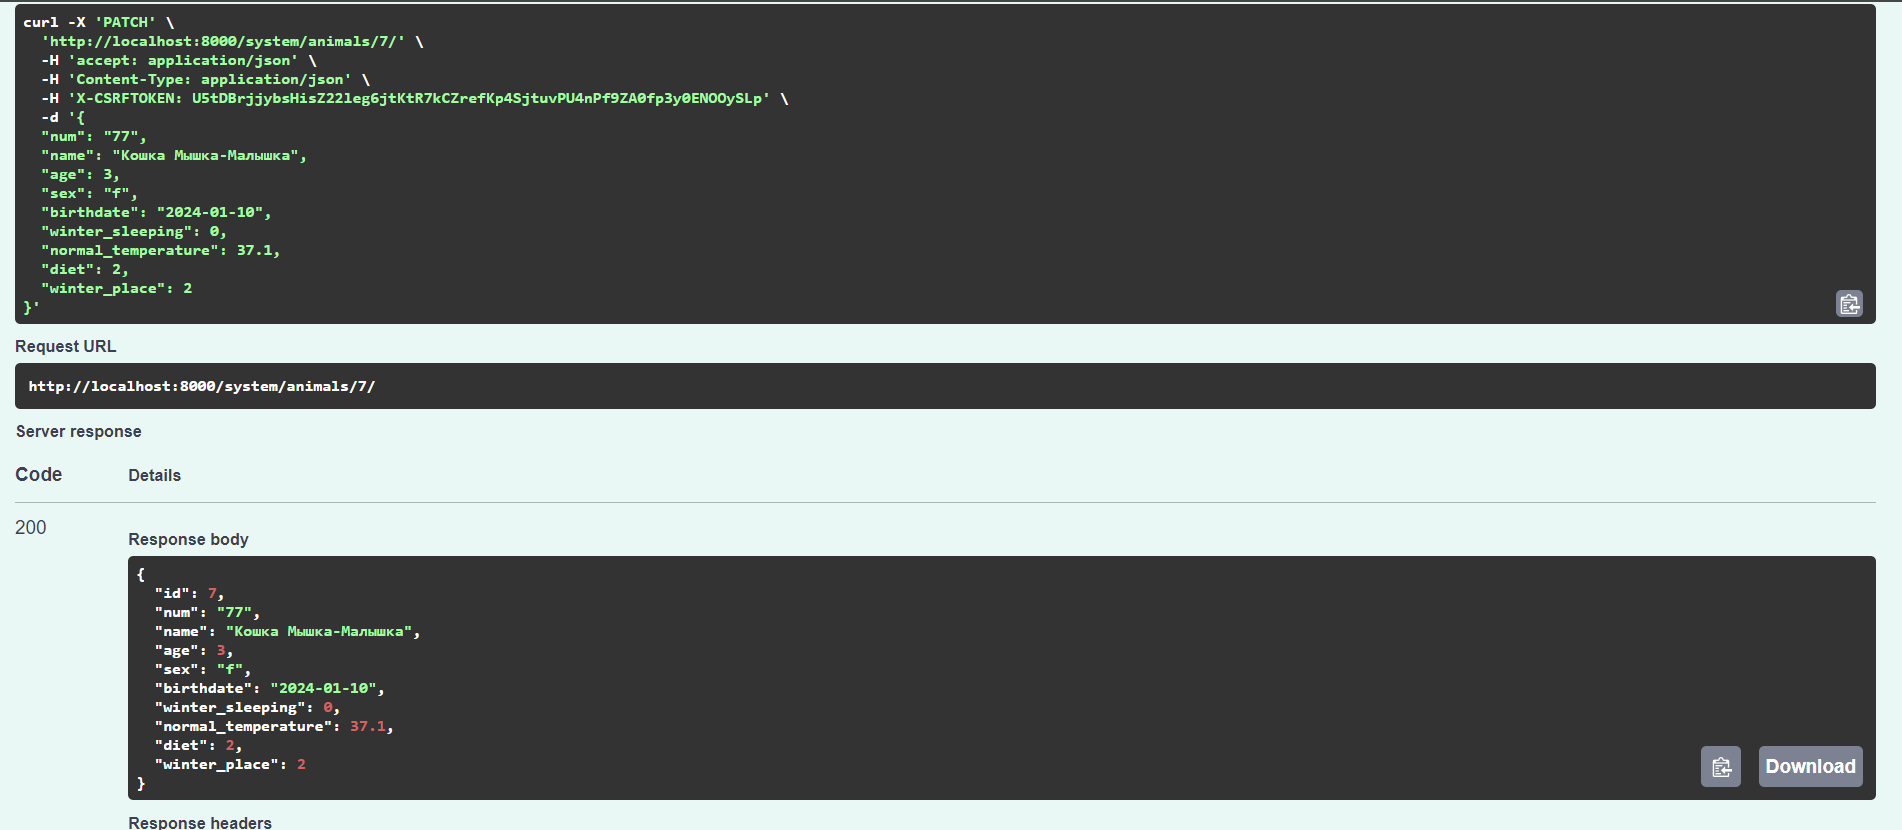 curl -X 'PATCH' \
'http://localhost:8000/system/animals/7/' \
-H 'accept: application/json' \
-H 'Content-Type: application/json' \
-H 'X-CSRFTOKEN: U5tDBrjjybsHisZ22leg6jtKtR7kCZrefKp4SjtuvPU4nPf9ZA0fp3y0ENOOySLp' \
-d '{
"num": "77",
"name": "Кошка Мышка-Малышка",
"age": 3,
"sex": "f",
"birthdate": "2024-01-10",
"winter_sleeping": 0,
"normal_temperature": 37.1,
"diet": 2,
"winter_place": 2
}'
Request URL
http://localhost:8000/system/animals/7/
Server response
Code Details
200
Response body
{
"id": 7,
"num": "77",
"name": "Кошка Мышка-Малышка",
"age": 3,
"sex": "f",
"birthdate": "2024-01-10",
"winter_sleeping": 0,
"normal_temperature": 37.1,
"diet": 2,
"winter_place": 2
}
Download
Response headers